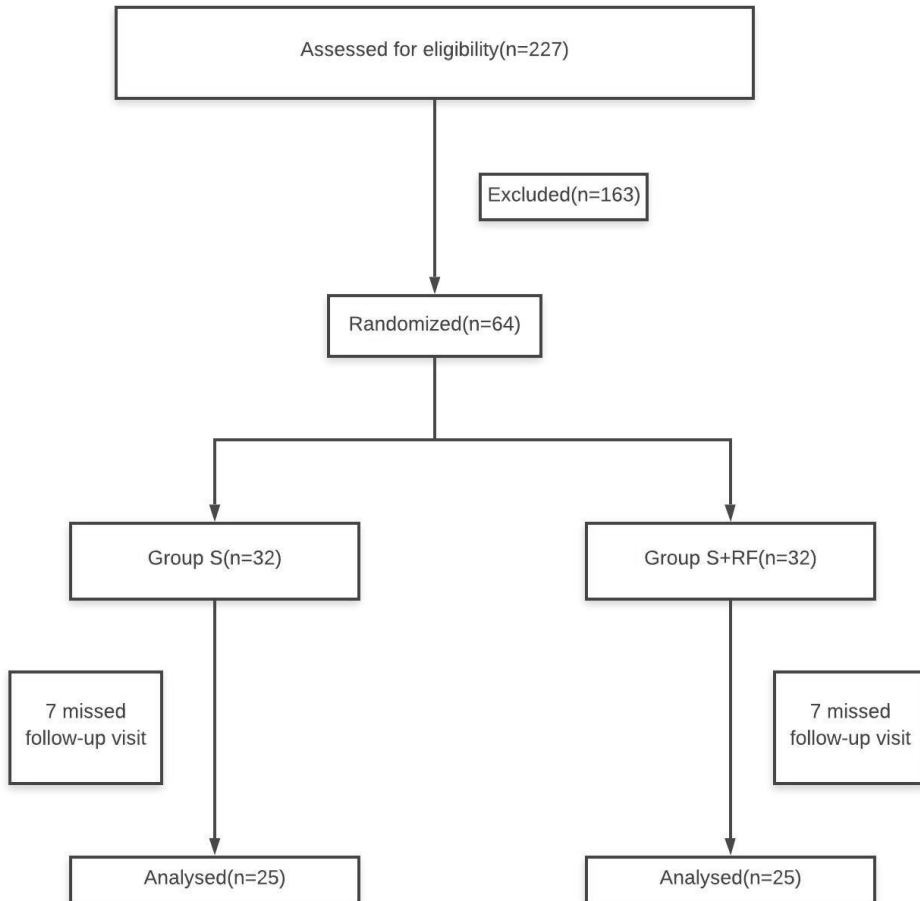 Assessed for eligibility(n=227)
Excluded(n=163)
Randomized(n=64)
Group S(n=32)
Group S+RF(n=32)
7 missed
follow-up visit
7 missed
follow-up visit
Analysed(n=25)
Analysed(n=25)